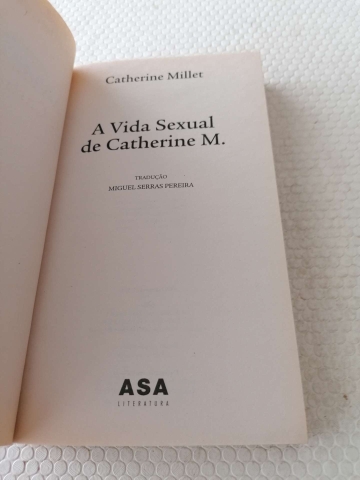 Catherine Millet
A Vida Sexual
de Catherine M.
TRADUÇÃO
MIGUEL SERRAS PEREIRA
ASA
LITERATURA